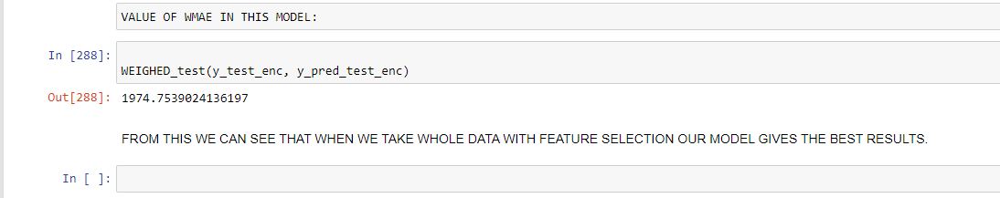 VALUE OF WMAE IN THIS MODEL:
In [288]:
WEIGHED_test(y_test_enc, y_pred_test_enc)
Out[288]: 1974.7539024136197
FROM THIS WE CAN SEE THAT WHEN WE TAKE WHOLE DATA WITH FEATURE SELECTION OUR MODEL GIVES THE BEST RESULTS.
In [ ]: